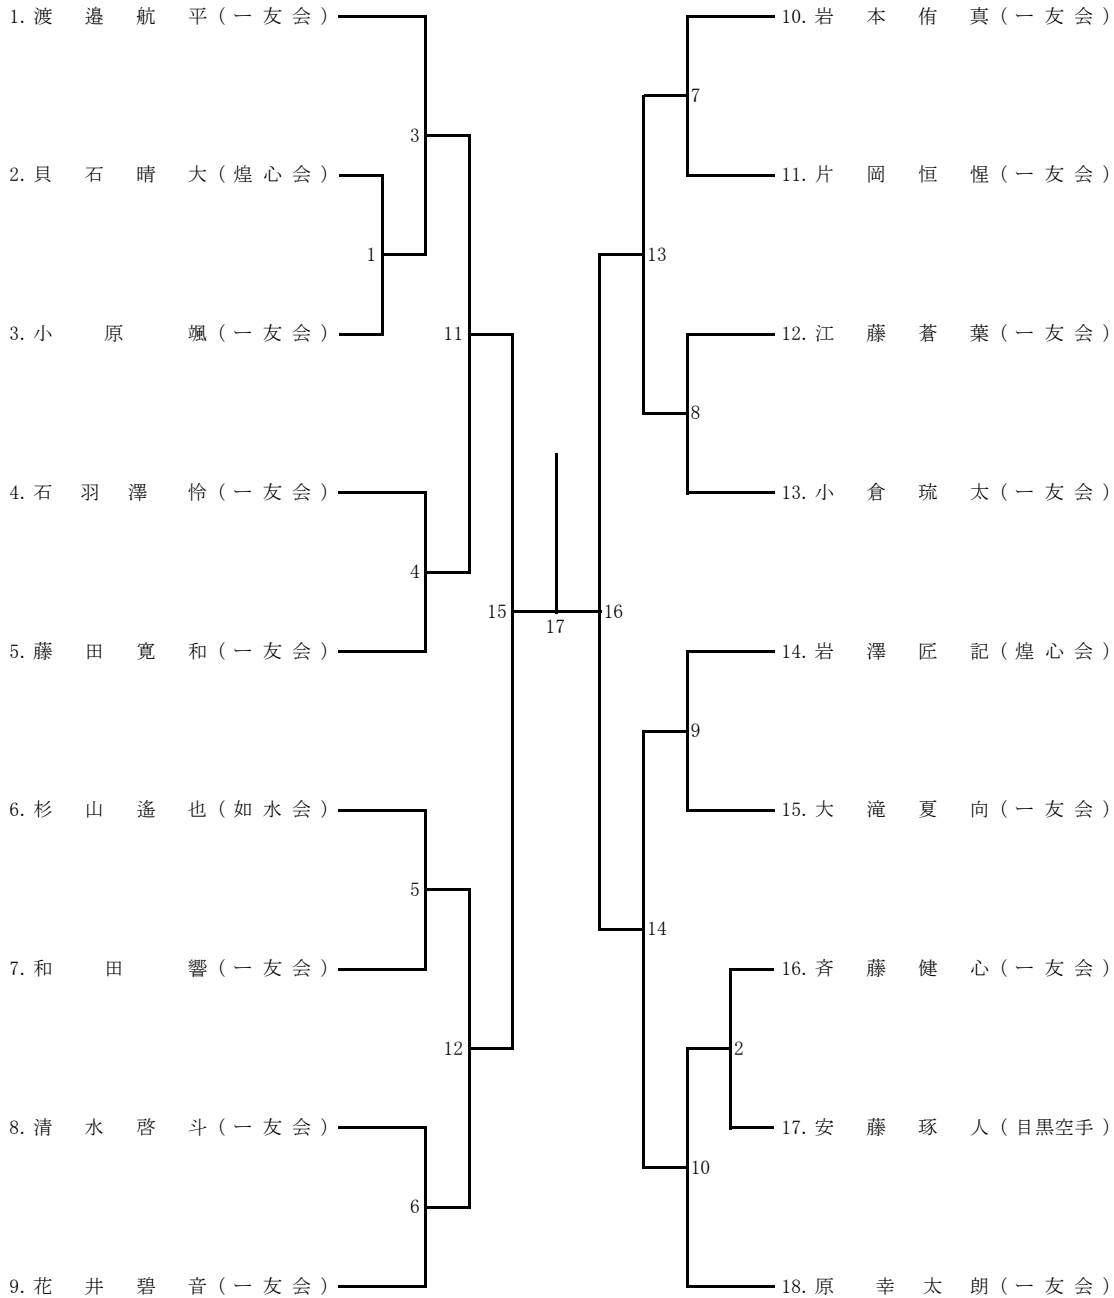 1. 渡邉航平(一友会)
3
2. 貝石晴大(煌心会)
1
3. 小原颯(一友会)
11
4. 石羽澤怜(一友会)
4
15
5. 藤田寛和(一友会)
6. 杉山遙也(如水会)
5
7. 和田響(一友会)
12
8. 清水啓斗(一友会)
6
9. 花井碧音(一友会)
17
10. 岩本侑真(一友会)
7
11. 片岡恒惺(一友会)
13
12. 江藤蒼葉(一友会)
8
13. 小倉琉太(一友会)
16
14. 岩澤匠記(煌心会)
9
15. 大滝夏向(一友会)
14
16. 斉藤健心(一友会)
2
17. 安藤琢人(目黒空手)
10
18. 原幸太朗(一友会)